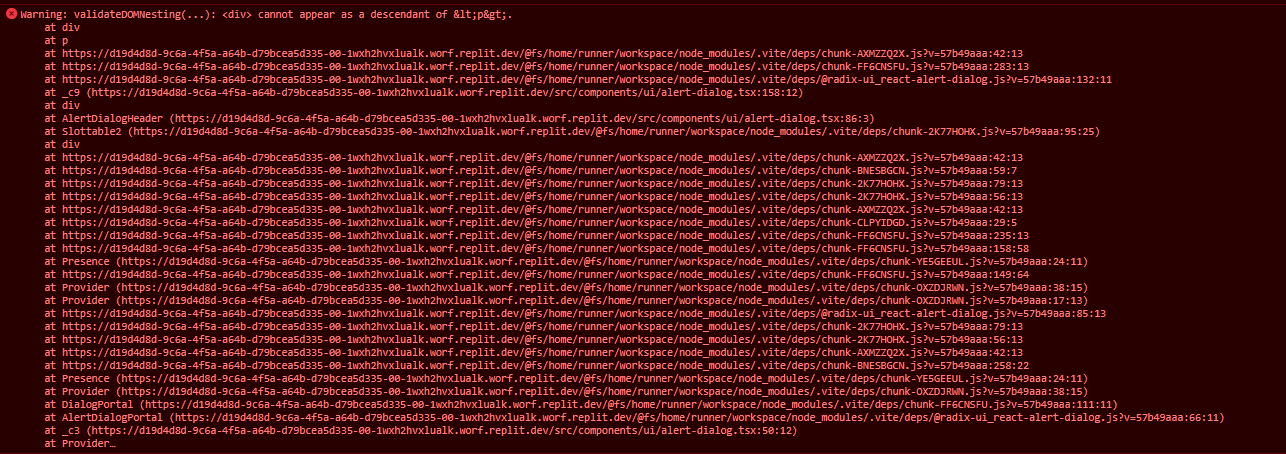 Warning: validateDOMNesting(...): <div> cannot appear as a descendant of &lt;p&gt;.
at div
at p
at https://d19d4d8d-9c6a-4f5a-a64b-d79bcea5d335-00-1wxh2hvxlualk.worf.replit.dev/@fs/home/runner/workspace/node_modules/.vite/deps/chunk-AXMZZQ2X.js?v=57b49aaa:42:13
at https://d19d4d8d-9c6a-4f5a-a64b-d79bcea5d335-00-1wxh2hvxlualk.worf.replit.dev/@fs/home/runner/workspace/node_modules/.vite/deps/chunk-FF6CNSFU.js?v=57b49aaa:283:13
at https://d19d4d8d-9c6a-4f5a-a64b-d79bcea5d335-00-1wxh2hvxlualk.worf.replit.dev/@fs/home/runner/workspace/node_modules/.vite/deps/@radix-ui_react-alert-dialog.js?v=57b49aaa:132:11
at _c9 (https://d19d4d8d-9c6a-4f5a-a64b-d79bcea5d335-00-1wxh2hvxlualk.worf.replit.dev/src/components/ui/alert-dialog.tsx:158:12)
at div
at AlertDialogHeader (https://d19d4d8d-9c6a-4f5a-a64b-d79bcea5d335-00-1wxh2hvxlualk.worf.replit.dev/src/components/ui/alert-dialog.tsx:86:3)
at Slottable2 (https://d19d4d8d-9c6a-4f5a-a64b-d79bcea5d335-00-1wxh2hvxlualk.worf.replit.dev/@fs/home/runner/workspace/node_modules/.vite/deps/chunk-2K77HOHX.js?v=57b49aaa:95:25)
at div
at https://d19d4d8d-9c6a-4f5a-a64b-d79bcea5d335-00-1wxh2hvxlualk.worf.replit.dev/@fs/home/runner/workspace/node_modules/.vite/deps/chunk-AXMZZQ2X.js?v=57b49aaa:42:13
at https://d19d4d8d-9c6a-4f5a-a64b-d79bcea5d335-00-1wxh2hvxlualk.worf.replit.dev/@fs/home/runner/workspace/node_modules/.vite/deps/chunk-BNESBGCN.js?v=57b49aaa:59:7
at https://d19d4d8d-9c6a-4f5a-a64b-d79bcea5d335-00-1wxh2hvxlualk.worf.replit.dev/@fs/home/runner/workspace/node_modules/.vite/deps/chunk-2K77HOHX.js?v=57b49aaa:79:13
at https://d19d4d8d-9c6a-4f5a-a64b-d79bcea5d335-00-1wxh2hvxlualk.worf.replit.dev/@fs/home/runner/workspace/node_modules/.vite/deps/chunk-2K77HOHX.js?v=57b49aaa:56:13
at https://d19d4d8d-9c6a-4f5a-a64b-d79bcea5d335-00-1wxh2hvxlualk.worf.replit.dev/@fs/home/runner/workspace/node_modules/.vite/deps/chunk-AXMZZQ2X.js?v=57b49aaa:42:13
at https://d19d4d8d-9c6a-4f5a-a64b-d79bcea5d335-00-1wxh2hvxlualk.worf.replit.dev/@fs/home/runner/workspace/node_modules/.vite/deps/chunk-CLPYIDGD.js?v=57b49aaa:29:5
at https://d19d4d8d-9c6a-4f5a-a64b-d79bcea5d335-00-1wxh2hvxlualk.worf.replit.dev/@fs/home/runner/workspace/node_modules/.vite/deps/chunk-FF6CNSFU.js?v=57b49aaa:235:13
at https://d19d4d8d-9c6a-4f5a-a64b-d79bcea5d335-00-1wxh2hvxlualk.worf.replit.dev/@fs/home/runner/workspace/node_modules/.vite/deps/chunk-FF6CNSFU.js?v=57b49aaa:158:58
at Presence (https://d19d4d8d-9c6a-4f5a-a64b-d79bcea5d335-00-1wxh2hvxlualk.worf.replit.dev/@fs/home/runner/workspace/node_modules/.vite/deps/chunk-YE5GEEUL.js?v=57b49aaa:24:11)
at https://d19d4d8d-9c6a-4f5a-a64b-d79bcea5d335-00-1wxh2hvxlualk.worf.replit.dev/@fs/home/runner/workspace/node_modules/.vite/deps/chunk-FF6CNSFU.js?v=57b49aaa:149:64
at Provider (https://d19d4d8d-9c6a-4f5a-a64b-d79bcea5d335-00-1wxh2hvxlualk.worf.replit.dev/@fs/home/runner/workspace/node_modules/.vite/deps/chunk-OXZDJRWN.js?v=57b49aaa:38:15)
at Provider (https://d19d4d8d-9c6a-4f5a-a64b-d79bcea5d335-00-1wxh2hvxlualk.worf.replit.dev/@fs/home/runner/workspace/node_modules/.vite/deps/chunk-OXZDJRWN.js?v=57b49aaa:17:13)
at https://d19d4d8d-9c6a-4f5a-a64b-d79bcea5d335-00-1wxh2hvxlualk.worf.replit.dev/@fs/home/runner/workspace/node_modules/.vite/deps/@radix-ui_react-alert-dialog.js?v=57b49aaa:85:13
at https://d19d4d8d-9c6a-4f5a-a64b-d79bcea5d335-00-1wxh2hvxlualk.worf.replit.dev/@fs/home/runner/workspace/node_modules/.vite/deps/chunk-2K77HOHX.js?v=57b49aaa:79:13
at https://d19d4d8d-9c6a-4f5a-a64b-d79bcea5d335-00-1wxh2hvxlualk.worf.replit.dev/@fs/home/runner/workspace/node_modules/.vite/deps/chunk-2K77HOHX.js?v=57b49aaa:56:13
at https://d19d4d8d-9c6a-4f5a-a64b-d79bcea5d335-00-1wxh2hvxlualk.worf.replit.dev/@fs/home/runner/workspace/node_modules/.vite/deps/chunk-AXMZZQ2X.js?v=57b49aaa:42:13
at https://d19d4d8d-9c6a-4f5a-a64b-d79bcea5d335-00-1wxh2hvxlualk.worf.replit.dev/@fs/home/runner/workspace/node_modules/.vite/deps/chunk-BNESBGCN.js?v=57b49aaa:258:22
at Presence (https://d19d4d8d-9c6a-4f5a-a64b-d79bcea5d335-00-1wxh2hvxlualk.worf.replit.dev/@fs/home/runner/workspace/node_modules/.vite/deps/chunk-YE5GEEUL.js?v=57b49aaa:24:11)
at Provider (https://d19d4d8d-9c6a-4f5a-a64b-d79bcea5d335-00-1wxh2hvxlualk.worf.replit.dev/@fs/home/runner/workspace/node_modules/.vite/deps/chunk-OXZDJRWN.js?v=57b49aaa:38:15)
at DialogPortal (https://d19d4d8d-9c6a-4f5a-a64b-d79bcea5d335-00-1wxh2hvxlualk.worf.replit.dev/@fs/home/runner/workspace/node_modules/.vite/deps/chunk-FF6CNSFU.js?v=57b49aaa:111:11)
at AlertDialogPortal (https://d19d4d8d-9c6a-4f5a-a64b-d79bcea5d335-00-1wxh2hvxlualk.worf.replit.dev/@fs/home/runner/workspace/node_modules/.vite/deps/@radix-ui_react-alert-dialog.js?v=57b49aaa:66:11)
at _c3 (https://d19d4d8d-9c6a-4f5a-a64b-d79bcea5d335-00-1wxh2hvxlualk.worf.replit.dev/src/components/ui/alert-dialog.tsx:50:12)
at Provider…